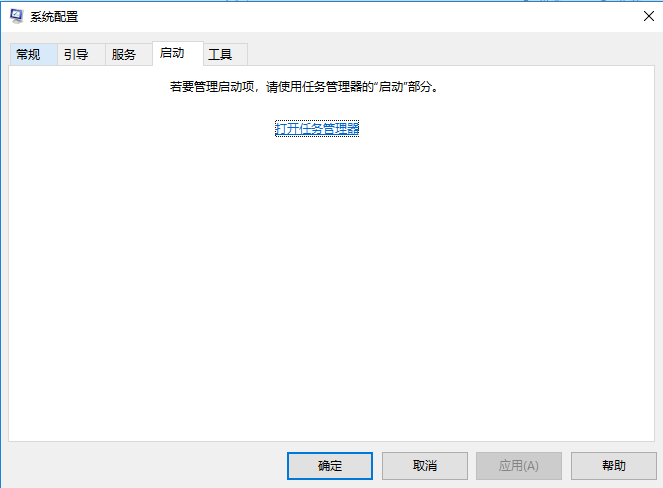 系统配置
常规 引导 服务 启动 工具
若要管理启动项，请使用任务管理器的“启动”部分。
打开任务管理器
确定 取消 应用(A) 帮助